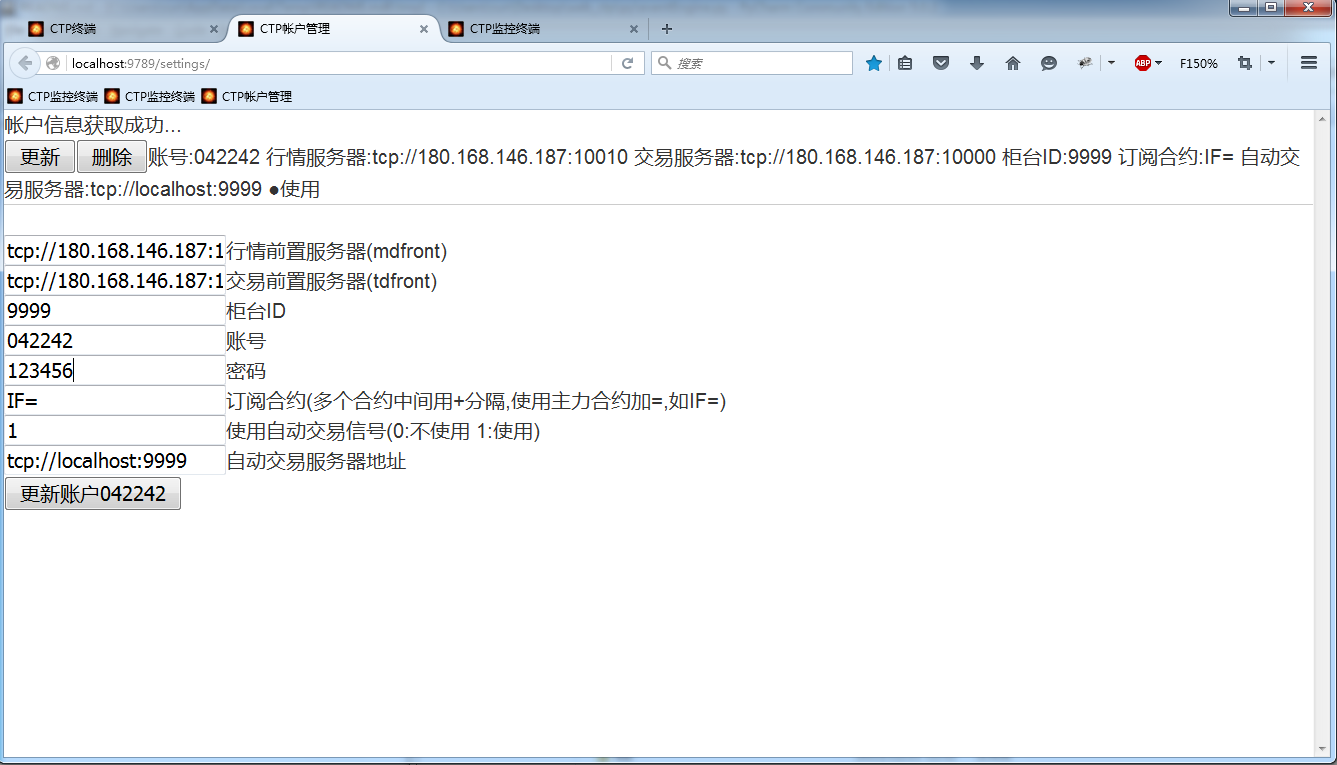 CTP终端 CTP帐户管理 CTP监控终端
localhost:9789/settings/ 搜索 ABP F150%
CTP监控终端 CTP监控终端 CTP帐户管理
帐户信息获取成功...
更新 删除 账号:042242 行情服务器:tcp://180.168.146.187:10010 交易服务器:tcp://180.168.146.187:10000 柜台ID:9999 订阅合约:IF= 自动交
易服务器:tcp://localhost:9999 ●使用
tcp://180.168.146.187:1 行情前置服务器(mdfront)
tcp://180.168.146.187:1 交易前置服务器(tdfront)
9999 柜台ID
042242 账号
123456 密码
IF= 订阅合约(多个合约中间用+分隔,使用主力合约加=,如IF=)
1 使用自动交易信号(0:不使用 1:使用)
tcp://localhost:9999 自动交易服务器地址
更新账户042242